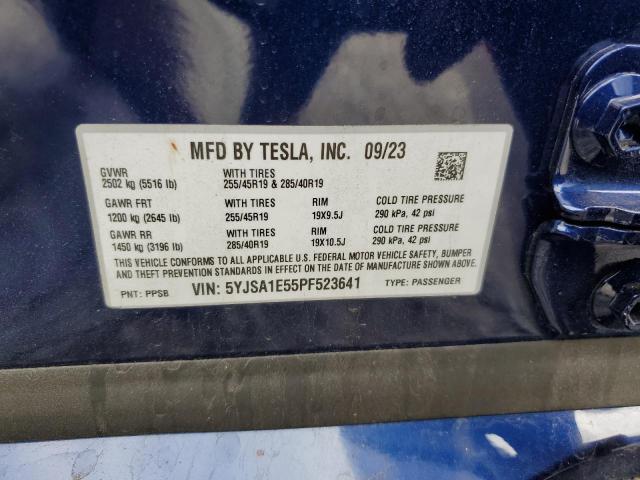 MFD BY TESLA, INC. 09/23
GVWR WITH TIRES
2502 kg (5516 lb) 255/45R19 & 285/40R19
GAWR FRT WITH TIRES RIM COLD TIRE PRESSURE
1200 kg (2645 lb) 255/45R19 19X9.5J 290 kPa, 42 psi
GAWR RR WITH TIRES RIM COLD TIRE PRESSURE
1450 kg (3196 lb) 285/40R19 19X10.5J 290 kPa, 42 psi
THIS VEHICLE CONFORMS TO ALL APPLICABLE U.S. FEDERAL MOTOR VEHICLE SAFETY, BUMPER
AND THEFT PREVENTION STANDARDS IN EFFECT ON THE DATE OF MANUFACTURE SHOWN ABOVE.
PNT: PPSB VIN: 5YJSA1E55PF523641 TYPE: PASSENGER